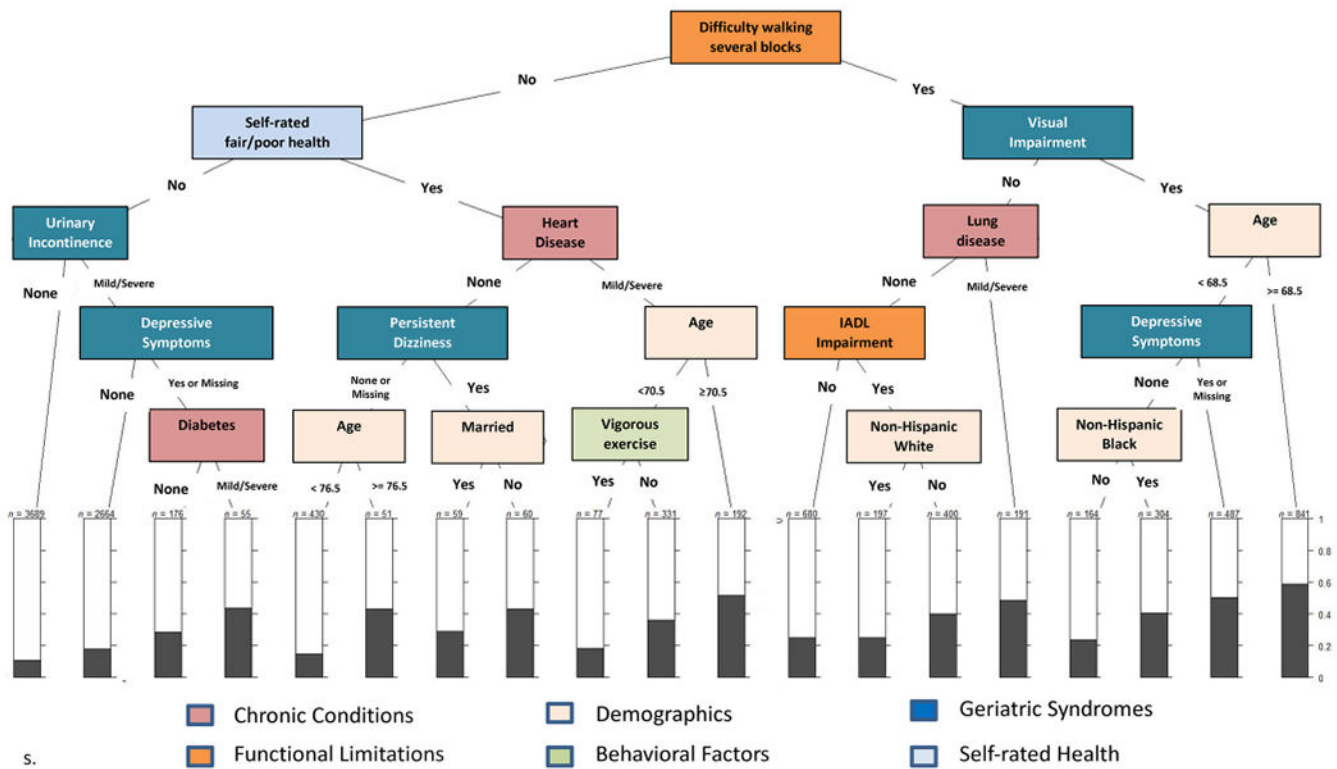 Difficulty walking
several blocks
No
Yes
Self-rated
fair/poor health
Visual
Impairment
No
Yes
No
Yes
Urinary
Incontinence
Heart
Disease
Lung
disease
Age
None
Mild/Severe
None
Mild/Severe
None
Mild/Severe
< 68.5
>= 68.5
Depressive
Symptoms
Persistent
Dizziness
Age
IADL
Impairment
Depressive
Symptoms
None
Yes or Missing
None or
Missing
Yes
<70.5
≥70.5
No
Yes
None
Yes or
Missing
Diabetes
Age
Married
Vigorous
exercise
Non-Hispanic
White
Non-Hispanic
Black
None
Mild/Severe
< 76.5
>= 76.5
Yes
No
Yes
No
Yes
No
No
Yes
n = 3689
n = 2664
n = 176
n = 55
n = 430
n = 51
n = 59
n = 60
n = 77
n = 331
n = 192
n = 680
n = 197
n = 400
n = 191
n = 164
n = 304
n = 487
n = 841
1
0.8
0.6
0.4
0.2
0
Chronic Conditions
Demographics
Geriatric Syndromes
Functional Limitations
Behavioral Factors
Self-rated Health
s.